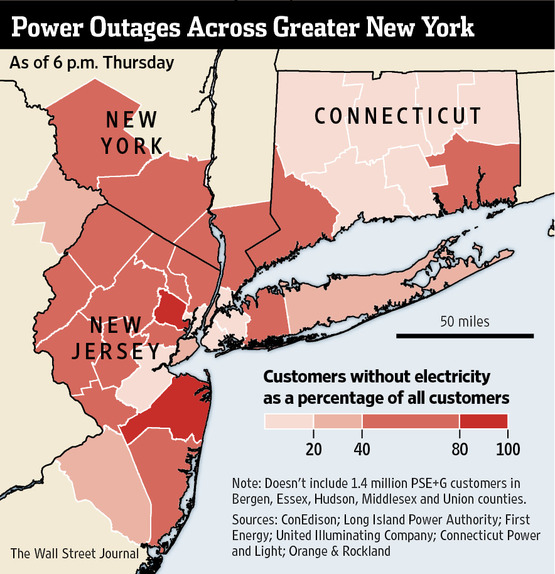 Power Outages Across Greater New York
As of 6 p.m. Thursday
NEW
YORK
CONNECTICUT
NEW
JERSEY
50 miles
Customers without electricity
as a percentage of all customers
20 40 80 100
Note: Doesn't include 1.4 million PSE+G customers in
Bergen, Essex, Hudson, Middlesex and Union counties.
Sources: ConEdison; Long Island Power Authority; First
Energy; United Illuminating Company; Connecticut Power
and Light; Orange & Rockland
The Wall Street Journal